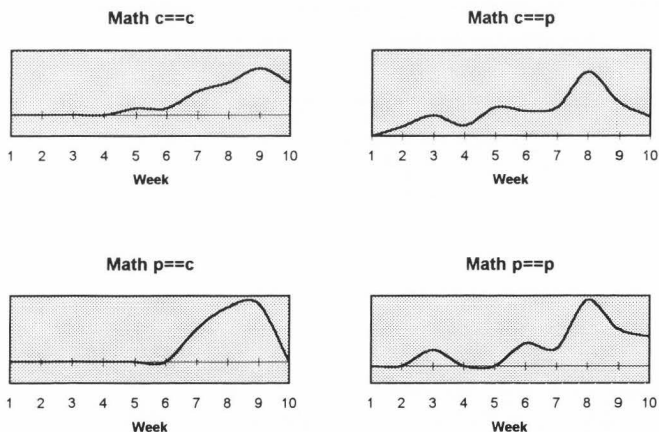 Math c==c
1 2 3 4 5 6 7 8 9 10
Week
Math c==p
1 2 3 4 5 6 7 8 9 10
Week
Math p==c
1 2 3 4 5 6 7 8 9 10
Week
Math p==p
1 2 3 4 5 6 7 8 9 10
Week